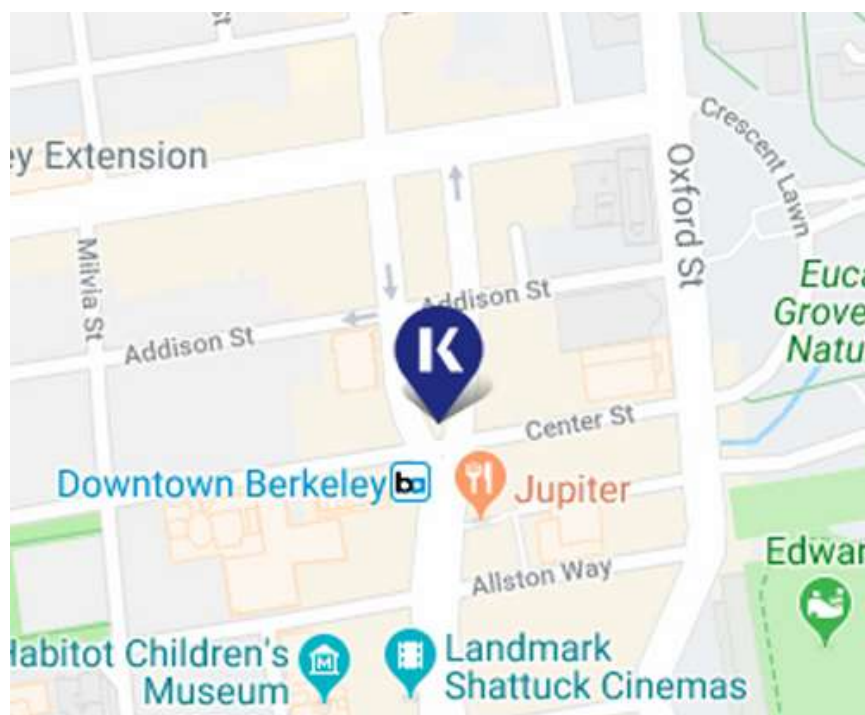 Crescent Lawn
ey Extension
Oxford St
Milvia St
Euca
Grove
Natu
Addison St
Addison St
K
Center St
Downtown Berkeley
ba
Jupiter
Edwar
Allston Way
Habitot Children's
Museum
M
Landmark
Shattuck Cinemas